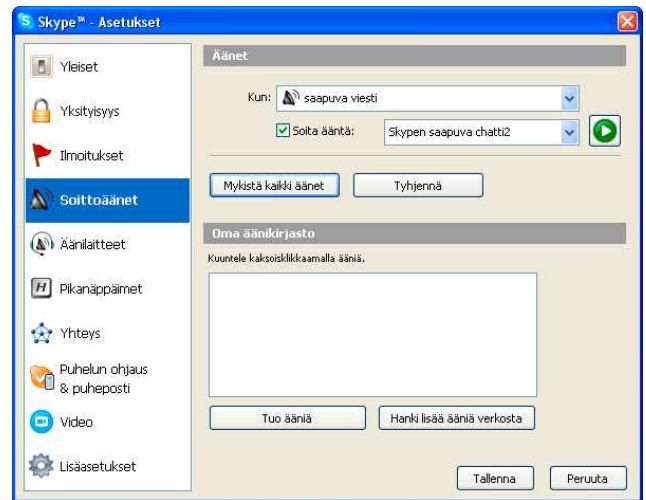 Skype™ - Asetukset
Yleiset
Yksityisyys
Ilmoitukset
Soittoäänet
Äänilaitteet
Pikanäppäimet
Yhteys
Puhelun ohjaus
& puheposti
Video
Lisäasetukset
Äänet
Kun: saapuva viesti
Soita ääntä: Skypen saapuva chatti2
Mykistä kaikki äänet Tyhjennä
Oma äänikirjasto
Kuuntele kaksoisklikkaamalla ääniä.
Tuo ääniä Hanki lisää ääniä verkosta
Tallenna Peruuta